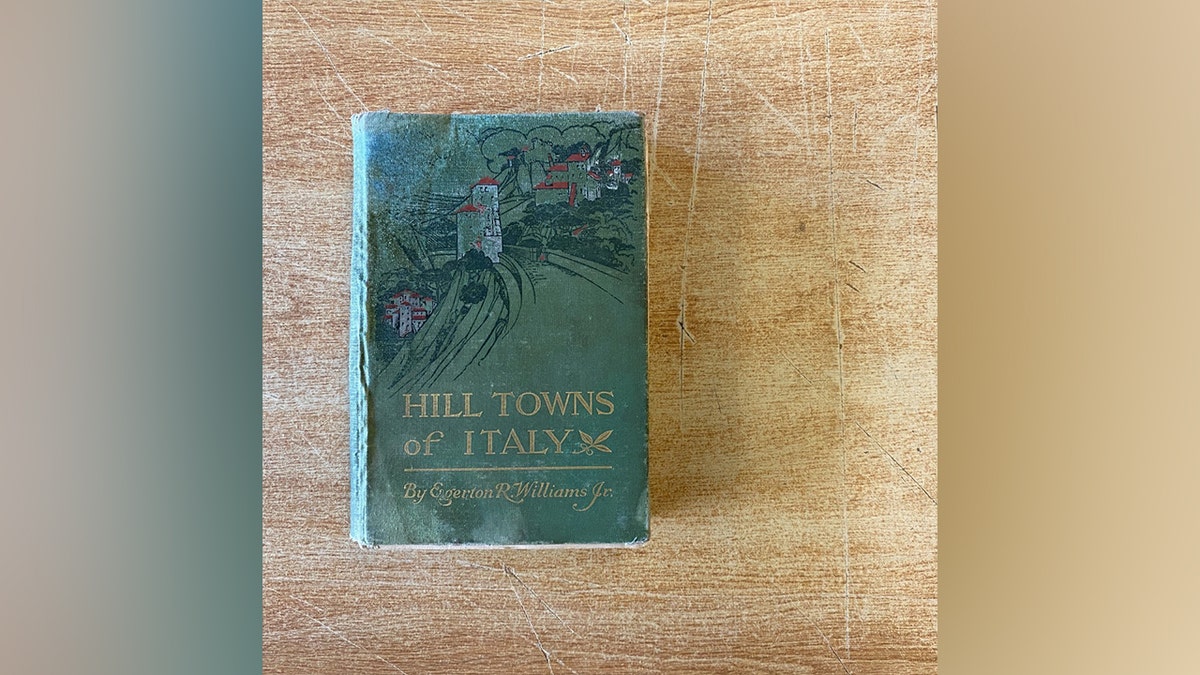 HILL TOWNS
of ITALY
By Egerton R. Williams Jr.